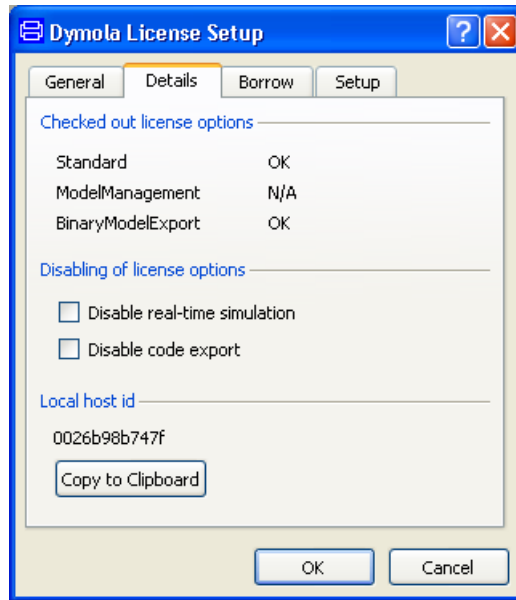 Dymola License Setup
General Details Borrow Setup
Checked out license options
Standard OK
ModelManagement N/A
BinaryModelExport OK
Disabling of license options
Disable real-time simulation
Disable code export
Local host id
0026b98b747f
Copy to Clipboard
OK Cancel